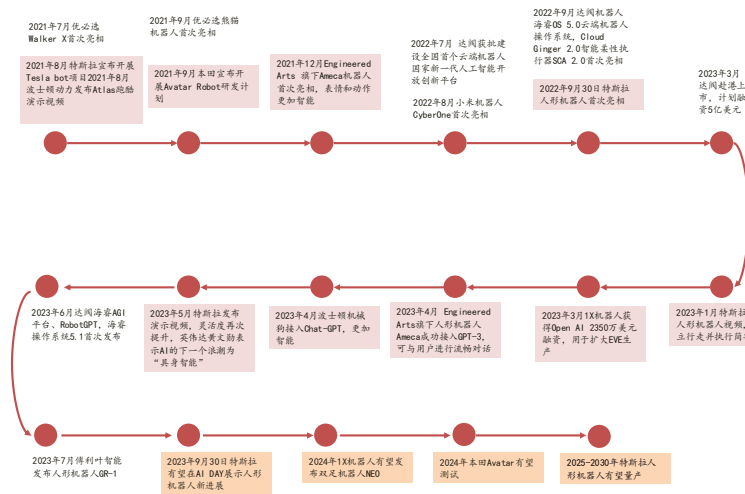 2021年7月优必选
Walker X首次亮相
2021年8月特斯拉宣布开展
Tesla bot项目2021年8月
波士顿动力发布Atlas跑酷
演示视频
2021年9月优必选熊猫
机器人首次亮相
2021年9月本田宣布开
展Avatar Robot研发计
划
2021年12月Engineered
Arts 旗下Ameca机器人
首次亮相,表情和动作
更加智能
2022年7月 达闼获批建
设全国首个云端机器人
国家新一代人工智能开
放创新平台
2022年8月小米机器人
CyberOne首次亮相
2022年9月达闼机器人
海睿OS 5.0云端机器人
操作系统, Cloud
Ginger 2.0智能柔性执
行器SCA 2.0首次亮相
2022年9月30日特斯拉
人形机器人首次亮相
2023年3月
达闼赴港上
市, 计划融
资5亿美元
2023年1月特斯拉
人形机器人视频,
立行走并执行简
2023年3月1X机器人获
得Open AI 2350万美元
融资, 用于扩大EVE生
产
2023年4月 Engineered
Arts旗下人形机器人
Ameca成功接入GPT-3,
可与用户进行流畅对话
2023年4月波士顿机械
狗接入Chat-GPT, 更加
智能
2023年5月特斯拉发布
演示视频, 灵活度再次
提升, 英伟达黄文勋表
示AI的下一个浪潮为
“具身智能”
2023年6月达闼海睿AGI
平台、RobotGPT, 海睿
操作系统5.1首次发布
2023年7月傅利叶智能
发布人形机器人GR-1
2023年9月30日特斯拉
有望在AI DAY展示人形
机器人新进展
2024年1X机器人有望发
布双足机器人NEO
2024年本田Avatar有望
测试
2025-2030年特斯拉人
形机器人有望量产